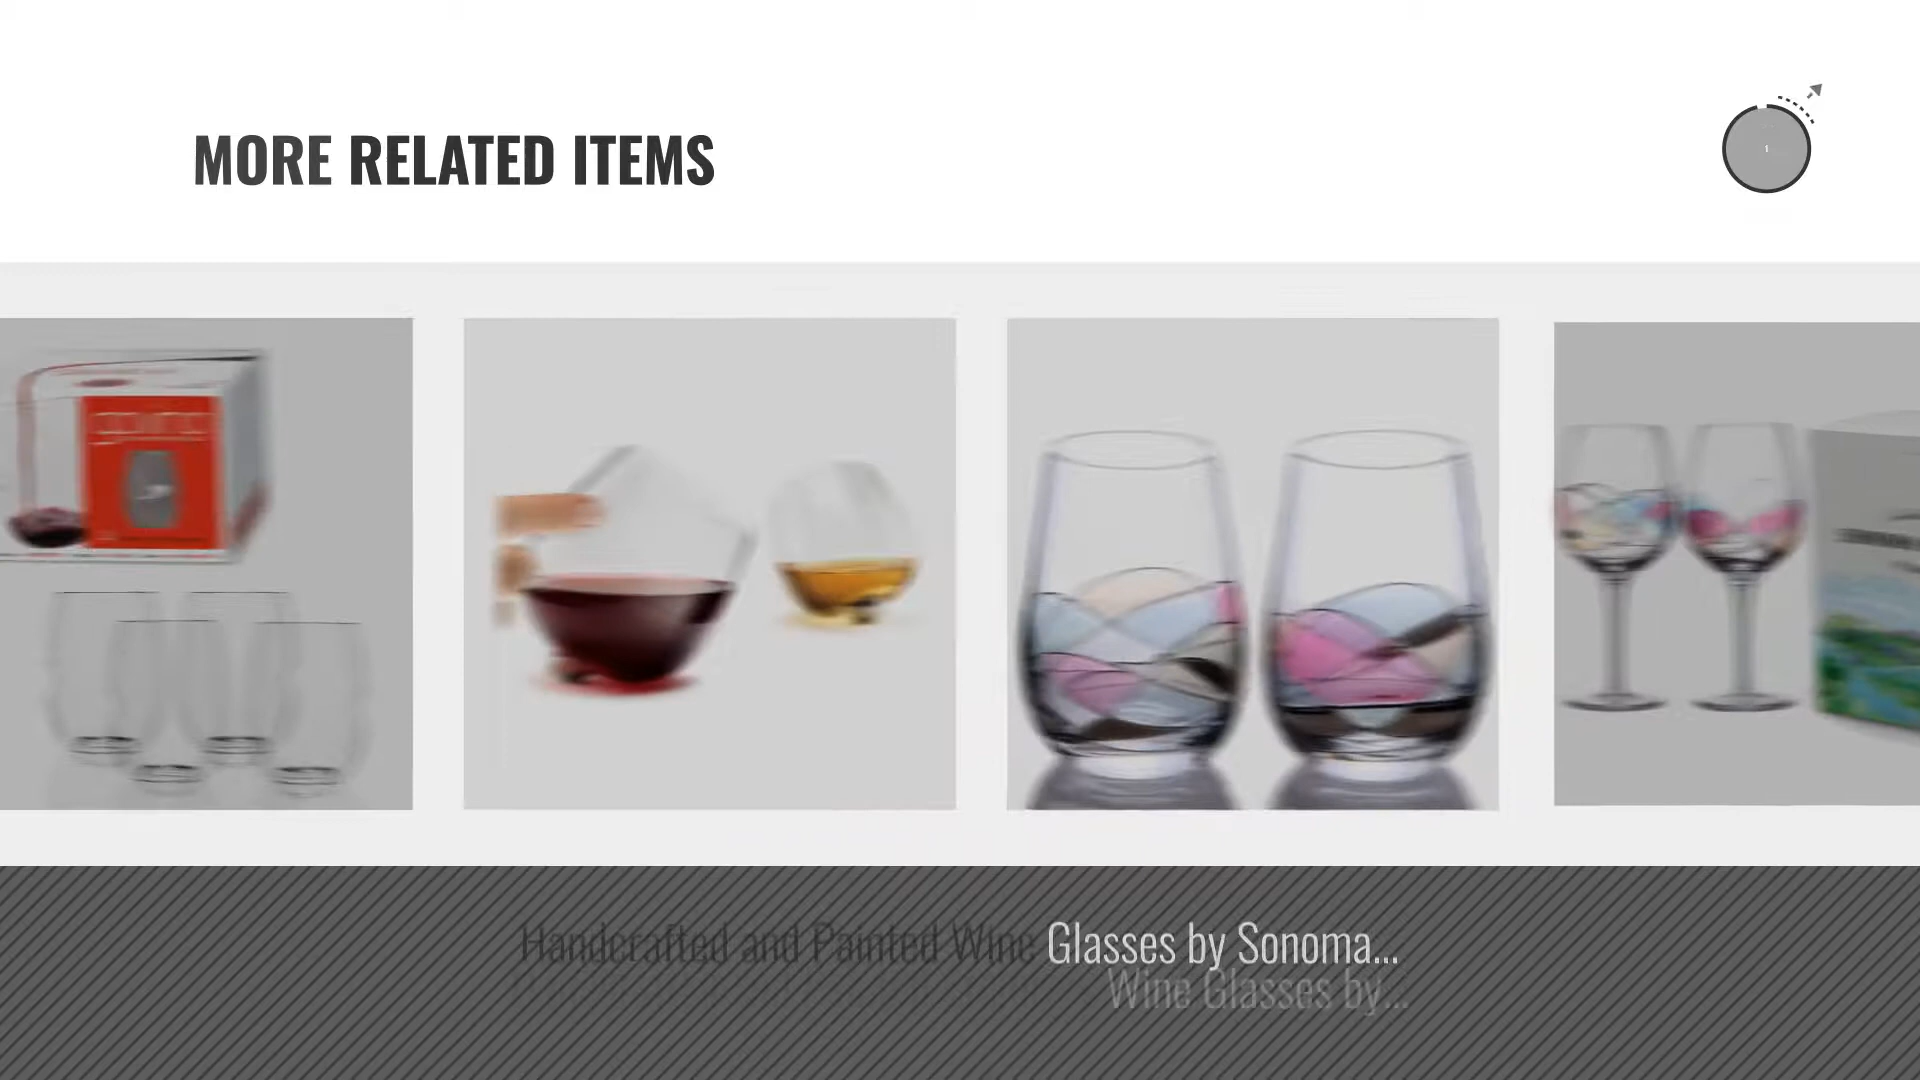 MORE RELATED ITEMS
Handcrafted and Painted Wine Glasses by Sonoma...
Wine Glasses by...